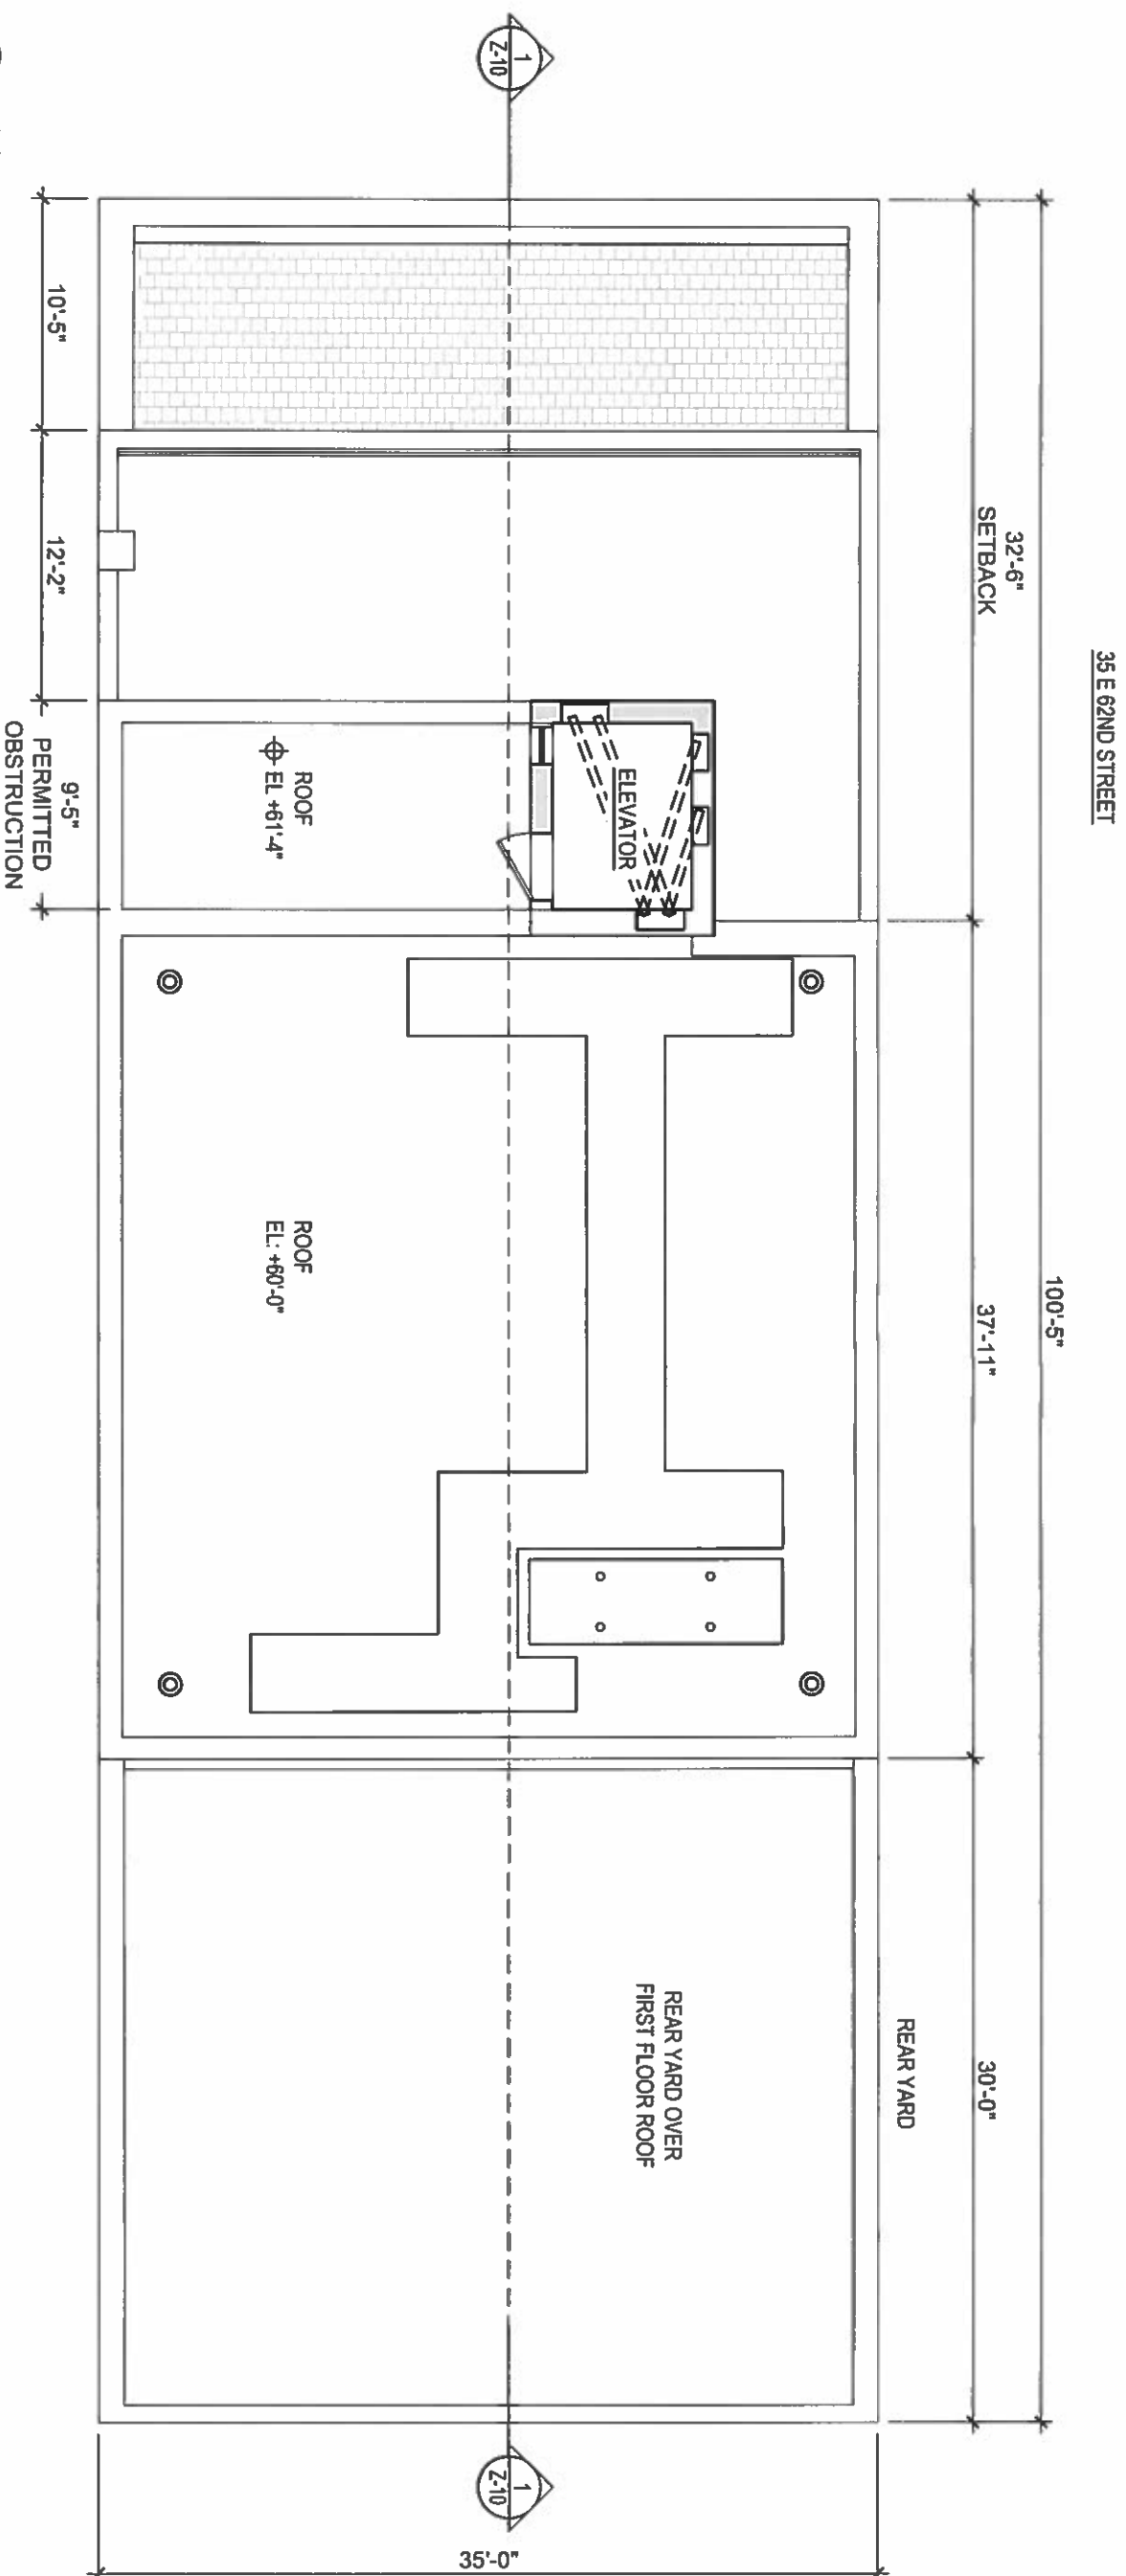 35 E 62ND STREET
100'-5"
32'-6"
SETBACK
37'-11"
30'-0"
REAR YARD
1
Z-10
ELEVATOR
REAR YARD OVER
FIRST FLOOR ROOF
1
Z-10
ROOF
EL +61'-4"
ROOF
EL: +60'-0"
10'-5"
12'-2"
9'-5"
PERMITTED
OBSTRUCTION
35'-0"